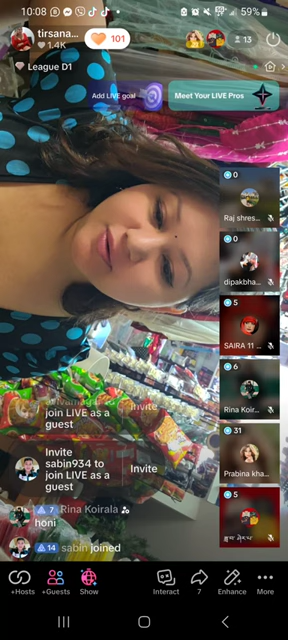 10:08
59%
tirsana...
1.4K
101
13
League D1
Add LIVE goal
Meet Your LIVE Pros
0
Raj shres...
0
dipakbha...
5
SAIRA 11 ...
6
Rina Koir...
31
Prabina kha...
5
join LIVE as a
guest
Invite
Invite
sabin934 to
join LIVE as a
guest
Invite
7 Rina Koirala
honi
14 sabin joined
+Hosts
+Guests
Show
Interact
7
Enhance
More